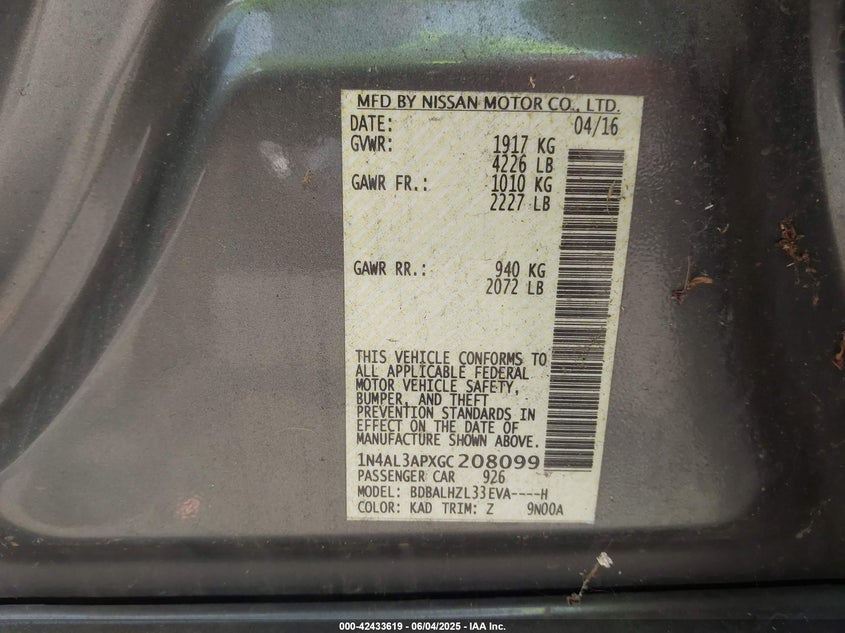 MFD BY NISSAN MOTOR CO., LTD.
DATE: 04/16
GVWR: 1917 KG
4226 LB
GAWR FR.: 1010 KG
2227 LB
GAWR RR.: 940 KG
2072 LB
THIS VEHICLE CONFORMS TO
ALL APPLICABLE FEDERAL
MOTOR VEHICLE SAFETY,
BUMPER, AND THEFT
PREVENTION STANDARDS IN
EFFECT ON THE DATE OF
MANUFACTURE SHOWN ABOVE.
1N4AL3APXGC208099
PASSENGER CAR 926
MODEL: BDBALHZL33EVA----H
COLOR: KAD TRIM: Z 9N00A
000-42433619 - 06/04/2025 - IAA Inc.